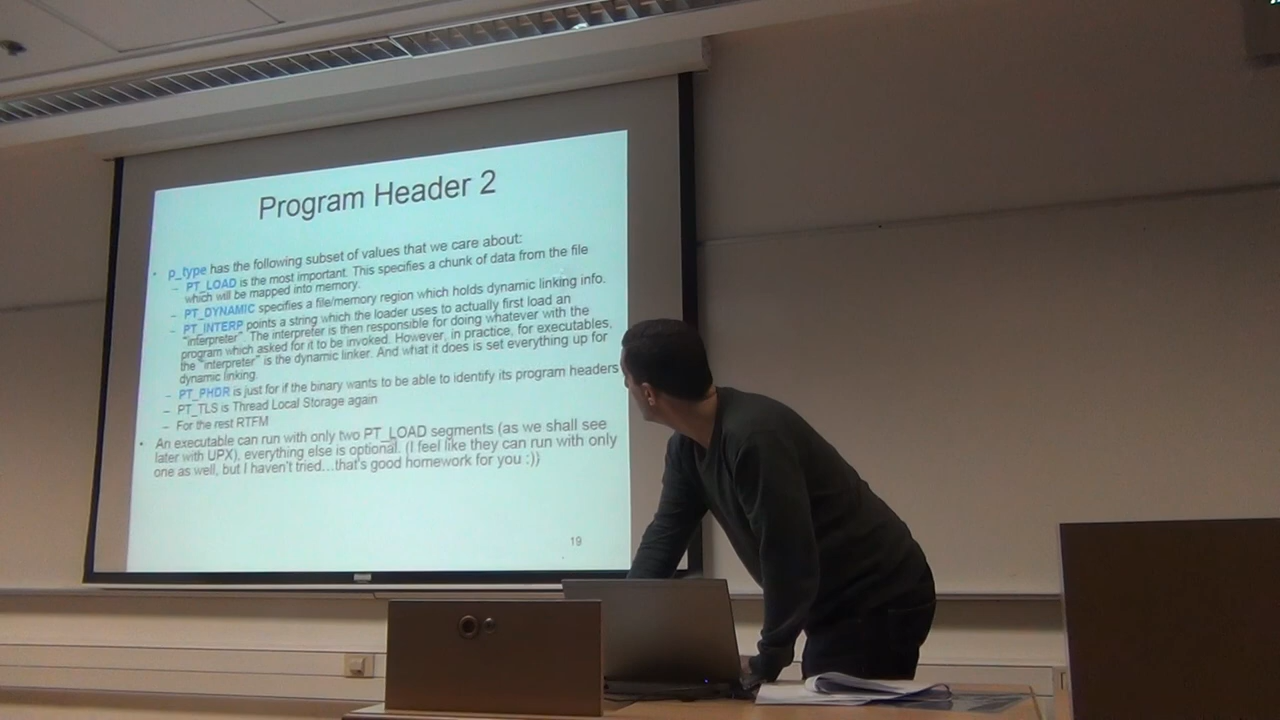 Program Header 2
• p_type has the following subset of values that we care about:
– PT_LOAD is the most important. This specifies a chunk of data from the file
which will be mapped into memory.
– PT_DYNAMIC specifies a file/memory region which holds dynamic linking info.
– PT_INTERP points a string which the loader uses to actually first load an
"interpreter". The interpreter is then responsible for doing whatever with the
program which asked for it to be invoked. However, in practice, for executables,
the "interpreter" is the dynamic linker. And what it does is set everything up for
dynamic linking.
– PT_PHDR is just for if the binary wants to be able to identify its program headers
– PT_TLS is Thread Local Storage again
– For the rest RTFM
• An executable can run with only two PT_LOAD segments (as we shall see
later with UPX), everything else is optional. (I feel like they can run with only
one as well, but I haven't tried...that's good homework for you :))
19